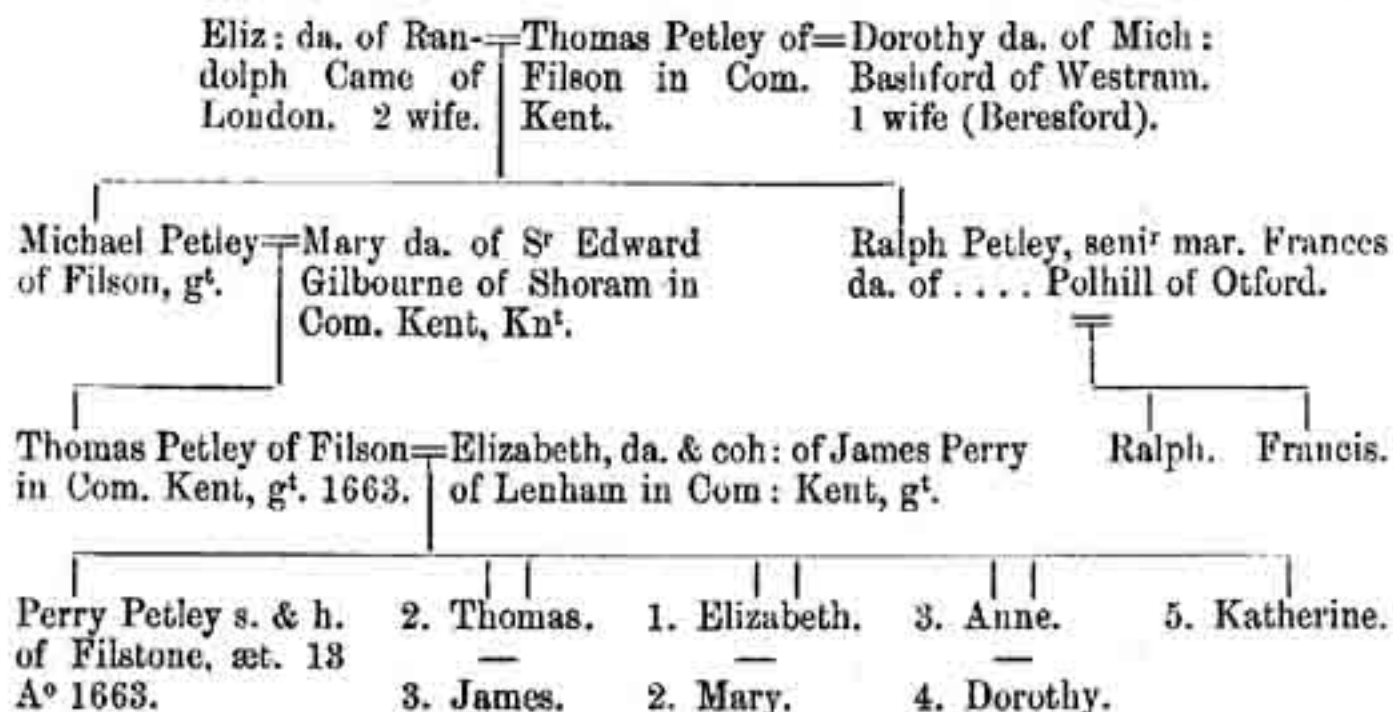 Eliz: da. of Ran-
dolph Came of
London. 2 wife.
Thomas Petley of
Filson in Com.
Kent.
Dorothy da. of Mich:
Bashford of Westram.
1 wife (Beresford).
Michael Petley
of Filson, gᵗ.
Mary da. of Sʳ Edward
Gilbourne of Shoram in
Com. Kent, Knᵗ.
Ralph Petley, seniʳ mar. Frances
da. of .... Polhill of Otford.
Thomas Petley of Filson
in Com. Kent, gᵗ. 1663.
Elizabeth, da. & coh: of James Perry
of Lenham in Com: Kent, gᵗ.
Ralph.
Francis.
Perry Petley s. & h.
of Filstone, æt. 13
Aº 1663.
2. Thomas.
3. James.
1. Elizabeth.
2. Mary.
3. Anne.
4. Dorothy.
5. Katherine.